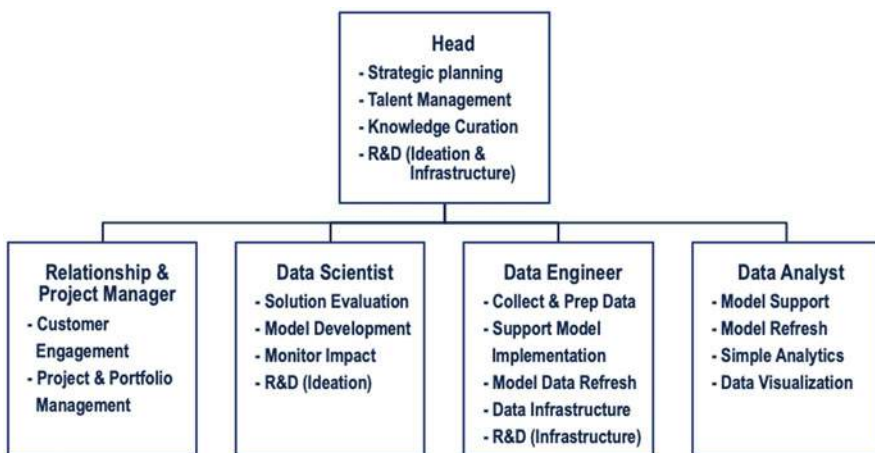 Head
- Strategic planning
- Talent Management
- Knowledge Curation
- R&D (Ideation &
Infrastructure)
Relationship &
Project Manager
- Customer
Engagement
- Project & Portfolio
Management
Data Scientist
- Solution Evaluation
- Model Development
- Monitor Impact
- R&D (Ideation)
Data Engineer
- Collect & Prep Data
- Support Model
Implementation
- Model Data Refresh
- Data Infrastructure
- R&D (Infrastructure)
Data Analyst
- Model Support
- Model Refresh
- Simple Analytics
- Data Visualization